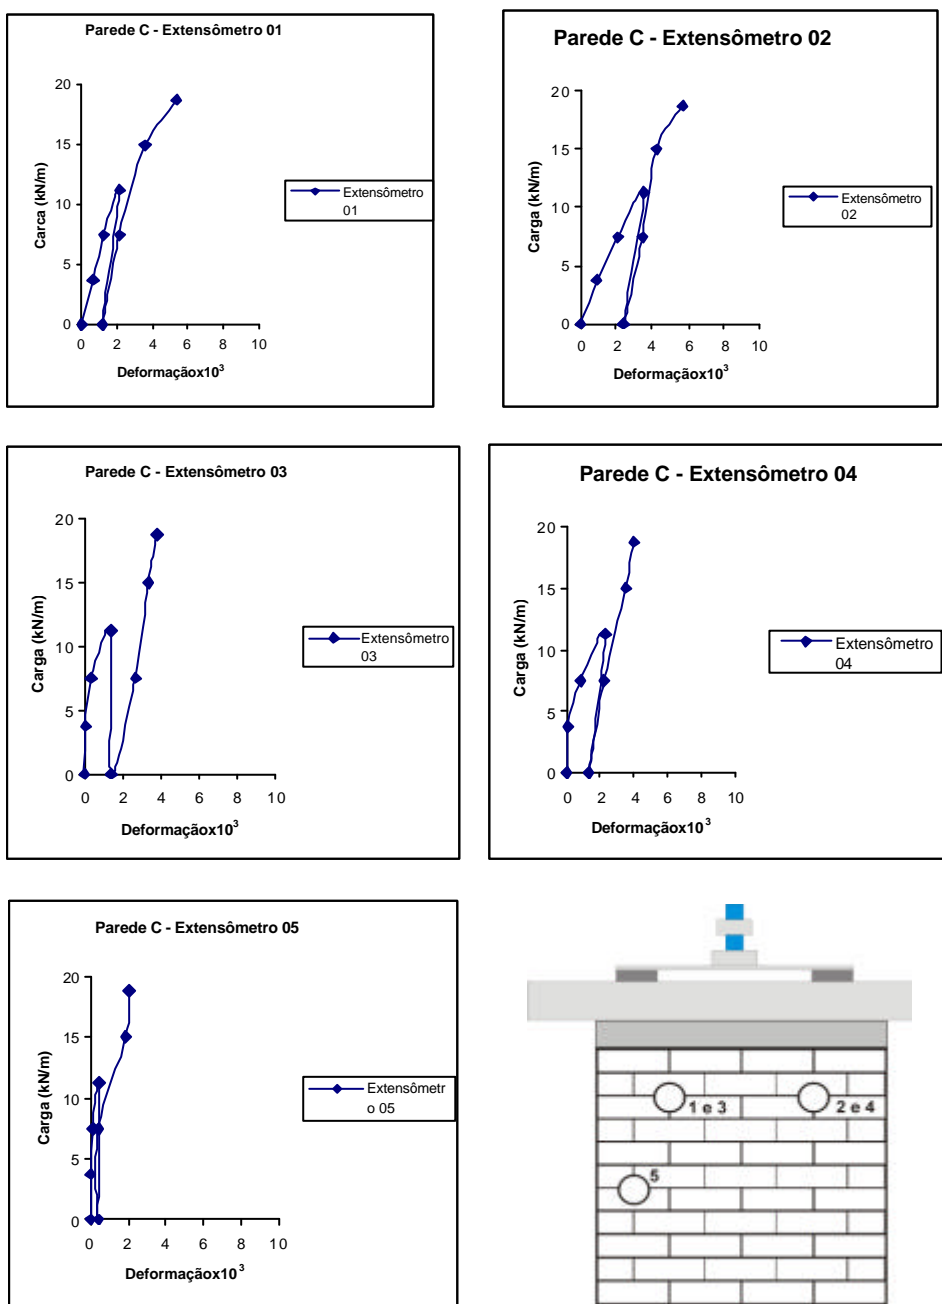 Parede C - Extensômetro 01
20
15
10
5
0
Carca (kN/m)
0 2 4 6 8 10
Deformaçãox10³
Extensômetro
01
Parede C - Extensômetro 02
20
15
10
5
0
Carga (kN/m)
0 2 4 6 8 10
Deformaçãox10³
Extensômetro
02
Parede C - Extensômetro 03
20
15
10
5
0
Carga (kN/m)
0 2 4 6 8 10
Deformaçãox10³
Extensômetro
03
Parede C - Extensômetro 04
20
15
10
5
0
Carga (kN/m)
0 2 4 6 8 10
Deformaçãox10³
Extensômetro
04
Parede C - Extensômetro 05
20
15
10
5
0
Carga (kN/m)
0 2 4 6 8 10
Deformaçãox10³
Extensômetr
o 05
1 e 3
2 e 4
5